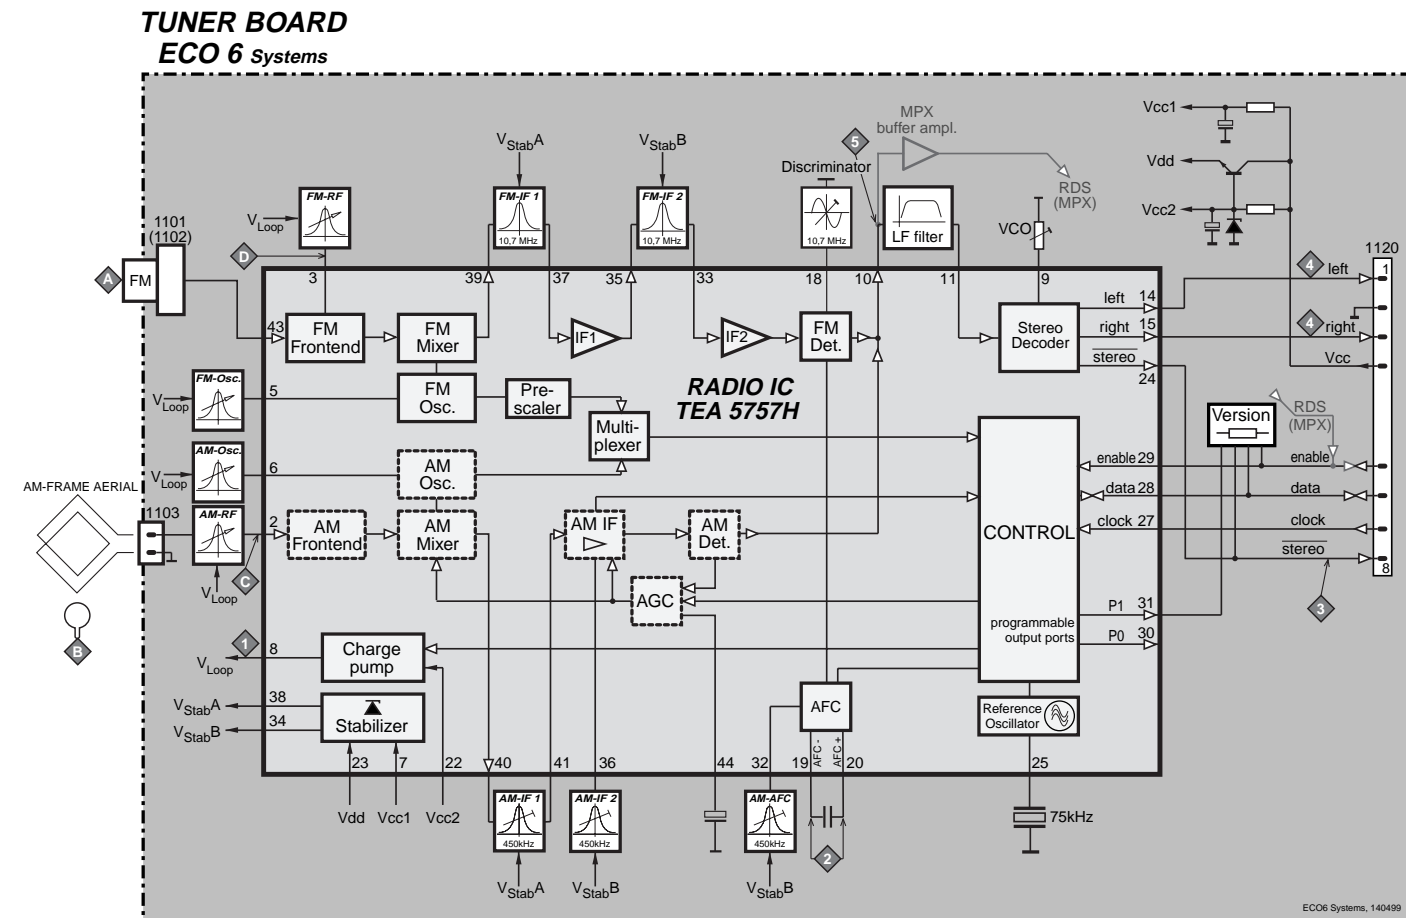 TUNER BOARD
ECO 6 Systems
MPX
buffer ampl.
5
Vcc1
Vdd
Vcc2
VStabA
VStabB
Discriminator
RDS
(MPX)
FM-RF
FM-IF 1
10,7 MHz
FM-IF 2
10,7 MHz
10,7 MHz
LF filter
VCO
VLoop
1101
(1102)
D
A
FM
1120
3
39
37
35
33
18
10
11
9
4
left
1
43
FM
Frontend
FM
Mixer
IF1
IF2
FM
Det.
Stereo
Decoder
left
14
right
15
stereo
24
4
right
Vcc
FM-Osc.
VLoop
5
FM
Osc.
Pre-
scaler
Multi-
plexer
RADIO IC
TEA 5757H
Version
RDS
(MPX)
AM-Osc.
VLoop
6
AM
Osc.
enable
29
enable
data
28
data
clock
27
clock
stereo
8
AM-FRAME AERIAL
1103
AM-RF
VLoop
2
C
AM
Frontend
AM
Mixer
AM IF
AM
Det.
CONTROL
AGC
3
B
programmable
output ports
P1
31
P0
30
1
8
VLoop
Charge
pump
38
VStabA
34
VStabB
Stabilizer
AFC
AFC -
AFC +
Reference
Oscillator
23
7
22
40
41
36
44
32
19
20
25
Vdd
Vcc1
Vcc2
AM-IF 1
450kHz
AM-IF 2
450kHz
AM-AFC
450kHz
2
75kHz
VStabA
VStabB
VStabB
ECO6 Systems, 140499